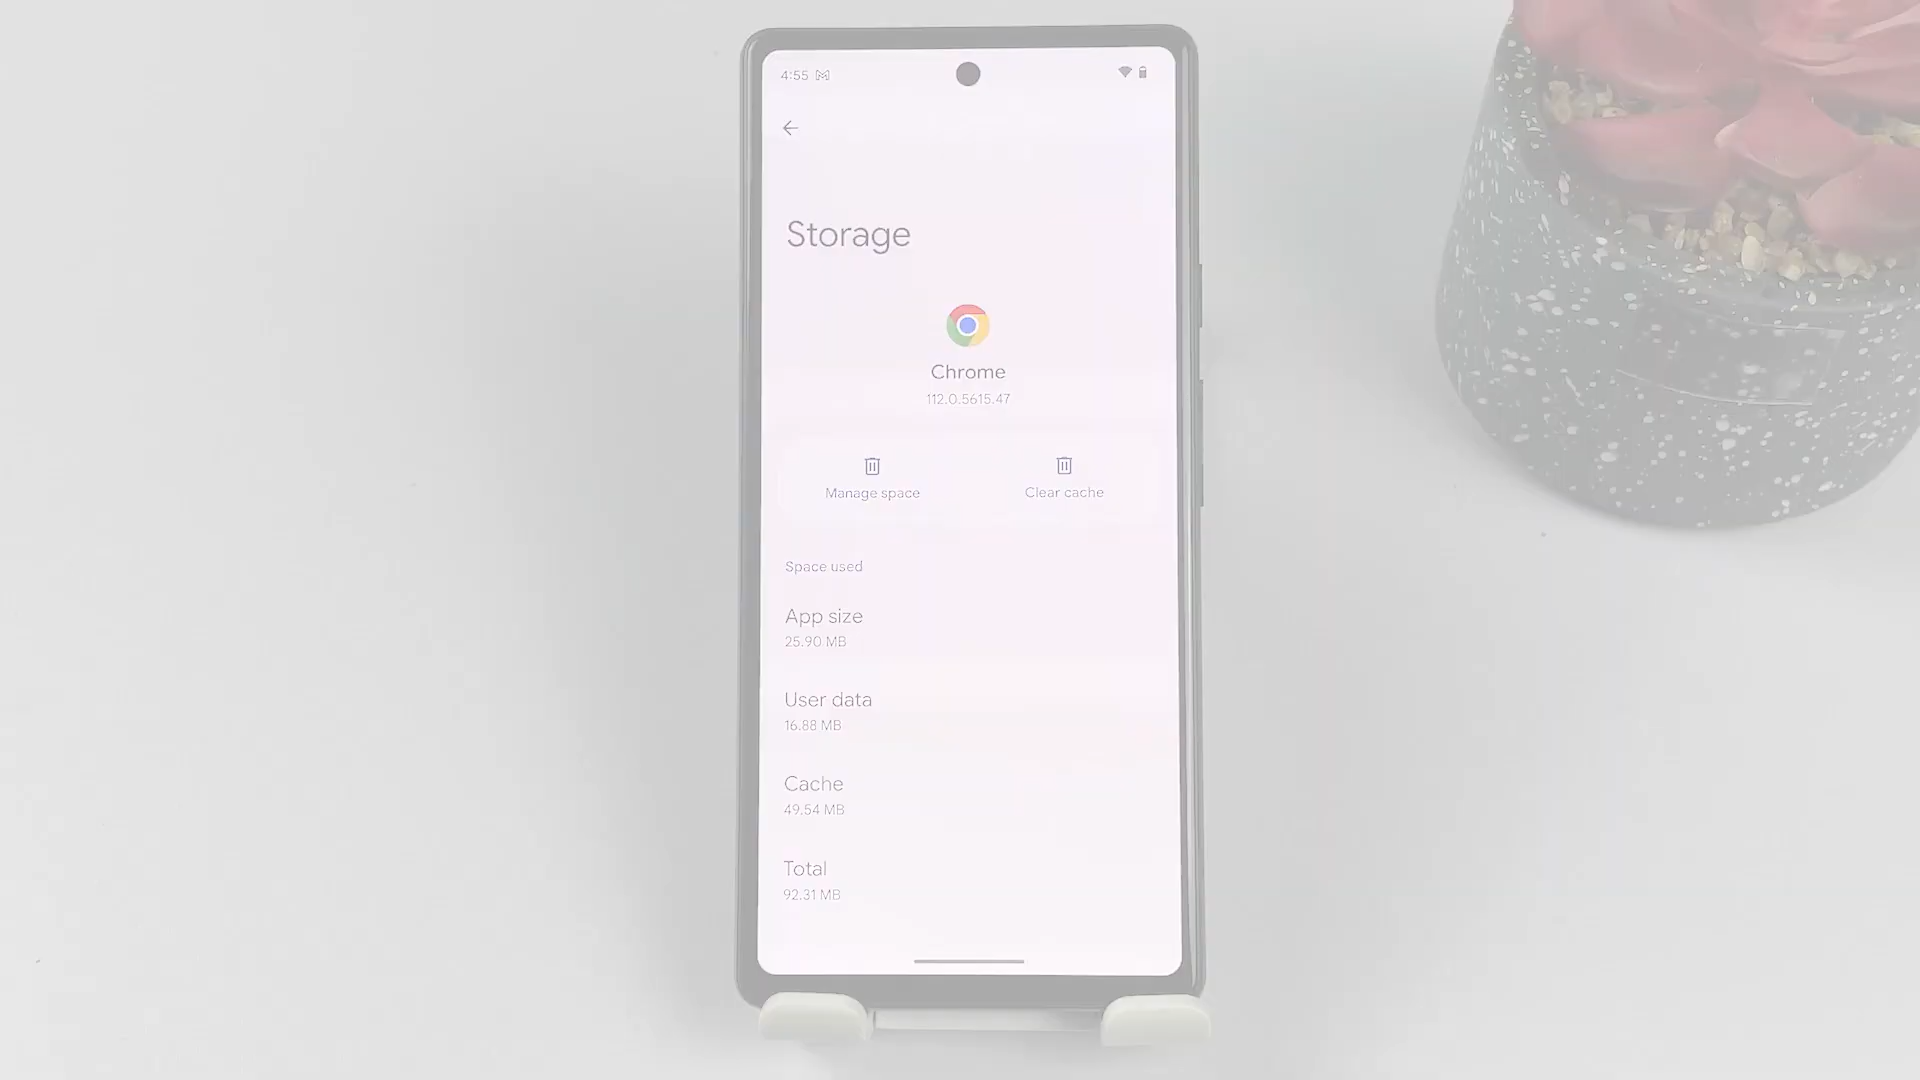 4:55
Storage
Chrome
112.0.5615.47
Manage space
Clear cache
Space used
App size
25.90 MB
User data
16.88 MB
Cache
49.54 MB
Total
92.31 MB